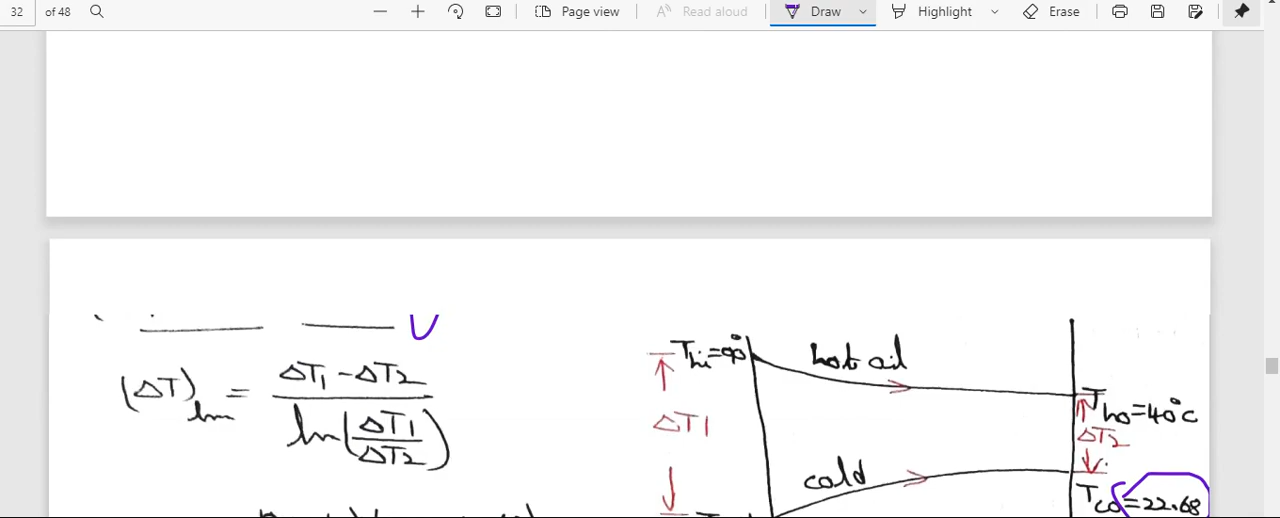 32 of 48 Page view Read aloud Draw Highlight Erase
(ΔT)lm = ΔT1 - ΔT2 / ln(ΔT1/ΔT2)
Thi=90° hot oil
Tho=40°c
ΔT1
ΔT2
cold
Tco=22.68